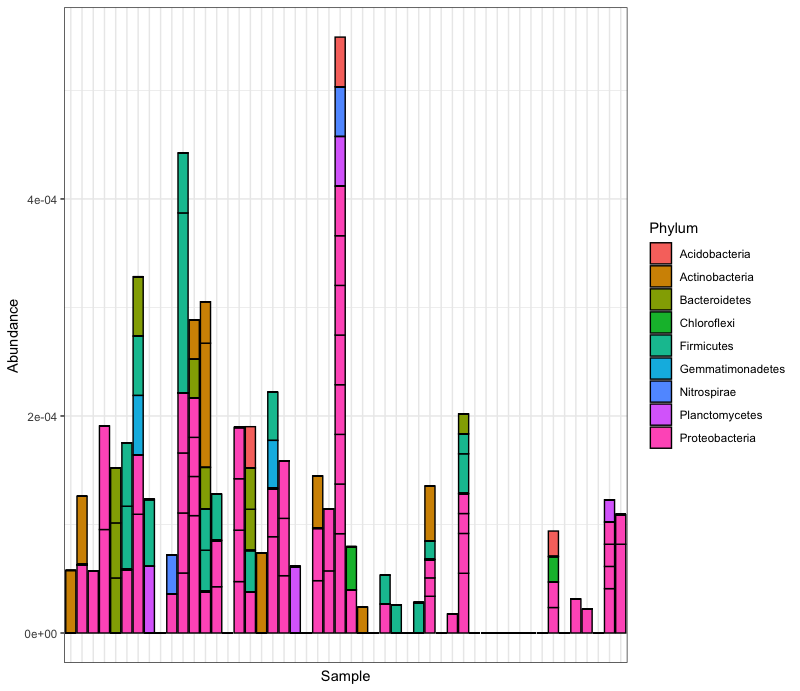 4e-04
2e-04
0e+00
Abundance
Sample
Phylum
Acidobacteria
Actinobacteria
Bacteroidetes
Chloroflexi
Firmicutes
Gemmatimonadetes
Nitrospirae
Planctomycetes
Proteobacteria